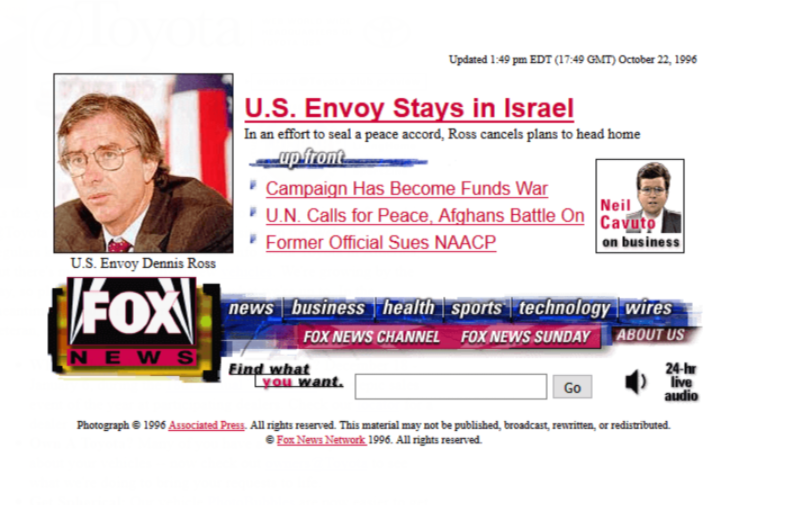 Toyota
Updated 1:49 pm EDT (17:49 GMT) October 22, 1996
U.S. Envoy Stays in Israel
In an effort to seal a peace accord, Ross cancels plans to head home
up front
Campaign Has Become Funds War
U.N. Calls for Peace, Afghans Battle On
Former Official Sues NAACP
Neil
Cavuto
on business
U.S. Envoy Dennis Ross
FOX
NEWS
news business health sports technology wires
FOX NEWS CHANNEL FOX NEWS SUNDAY ABOUT US
Find what
you want.
Go
24-hr
live
audio
Photograph © 1996 Associated Press. All rights reserved. This material may not be published, broadcast, rewritten, or redistributed.
© Fox News Network 1996. All rights reserved.